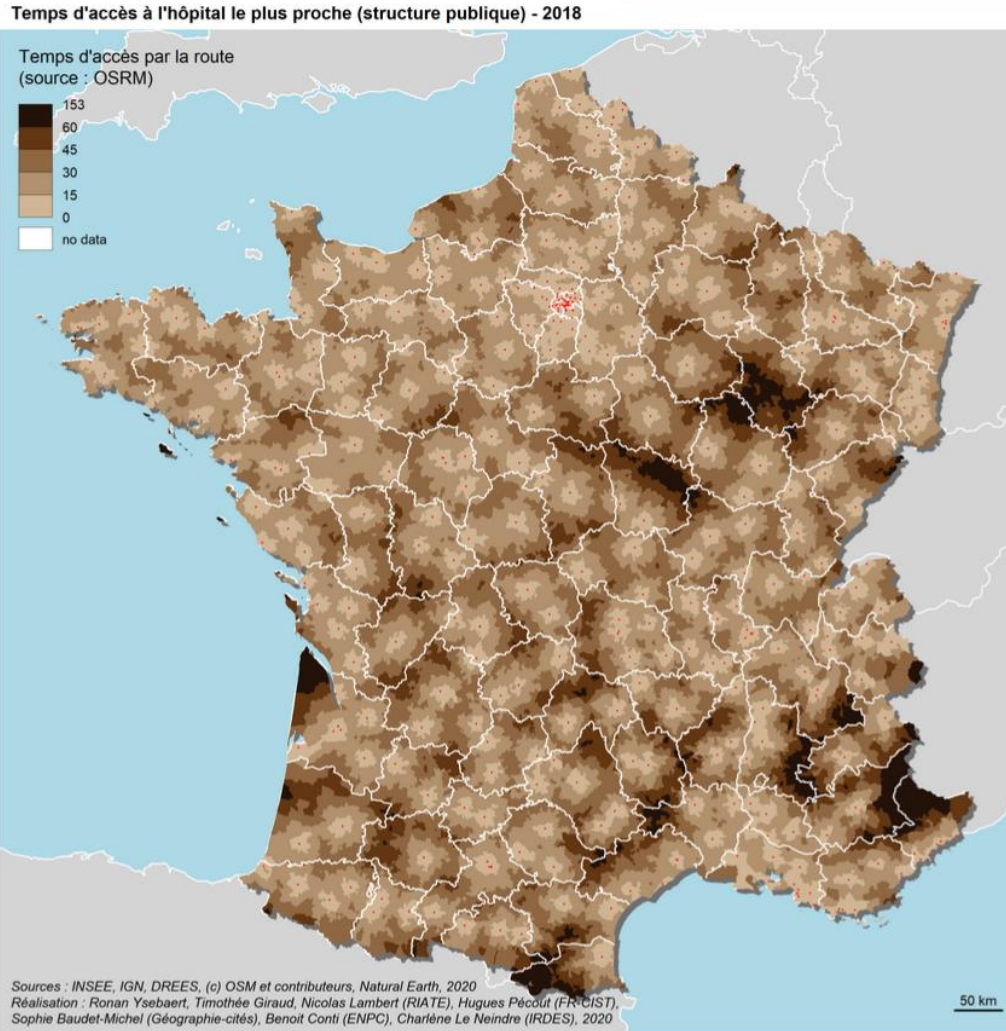 Temps d'accès à l'hôpital le plus proche (structure publique) - 2018
Temps d'accès par la route
(source : OSRM)
153
60
45
30
15
0
no data
Sources : INSEE, IGN, DREES, (c) OSM et contributeurs, Natural Earth, 2020
Réalisation : Ronan Ysebaert, Timothée Giraud, Nicolas Lambert (RIATE), Hugues Pécout (FR-CIST),
Sophie Baudet-Michel (Géographie-cités), Benoit Conti (ENPC), Charlène Le Neindre (IRDES), 2020
50 km